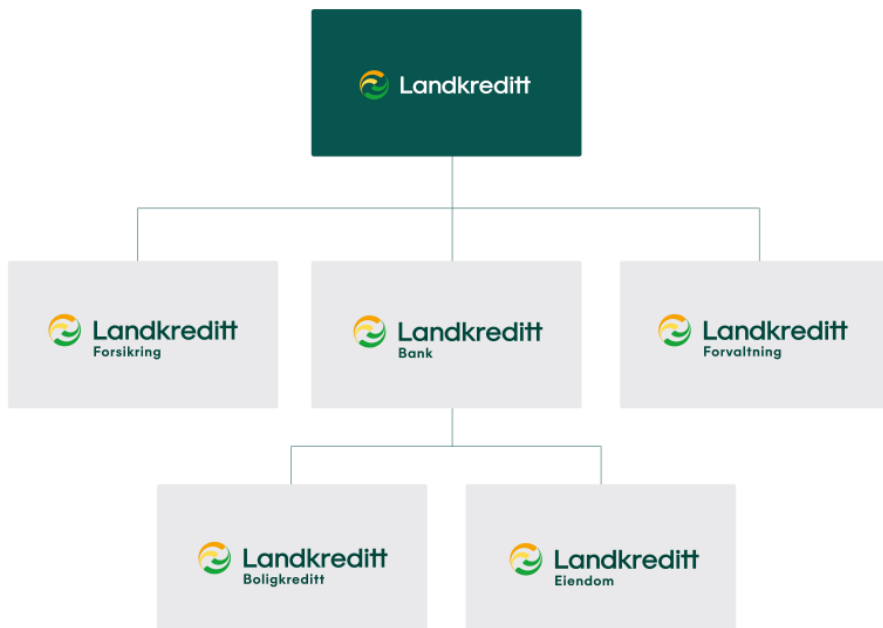 Landkreditt
Landkreditt
Forsikring
Landkreditt
Bank
Landkreditt
Forvaltning
Landkreditt
Boligkreditt
Landkreditt
Eiendom